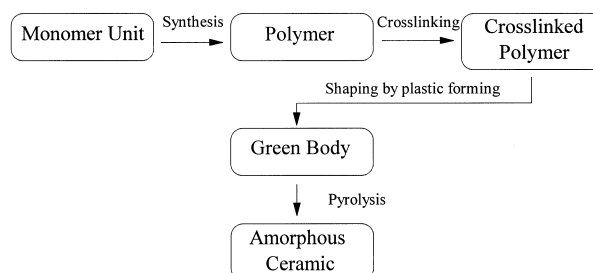 Monomer Unit
Synthesis
Polymer
Crosslinking
Crosslinked
Polymer
Shaping by plastic forming
Green Body
Pyrolysis
Amorphous
Ceramic